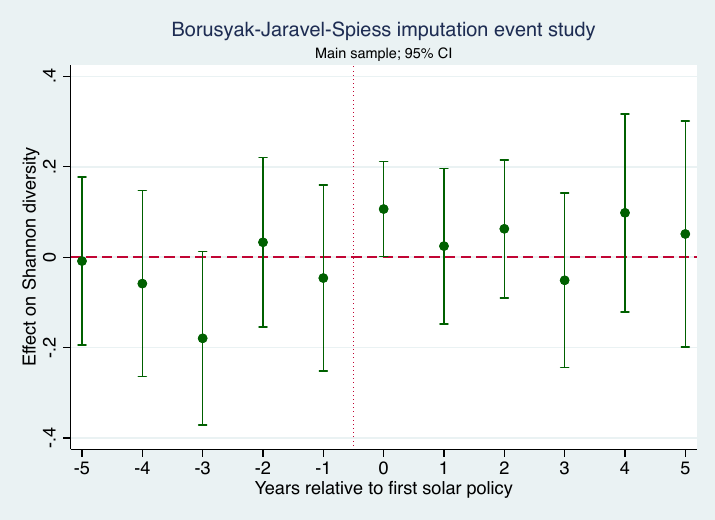 Borusyak-Jaravel-Spiess imputation event study
Main sample; 95% CI
Effect on Shannon diversity
.4
.2
0
-.2
-.4
-5 -4 -3 -2 -1 0 1 2 3 4 5
Years relative to first solar policy